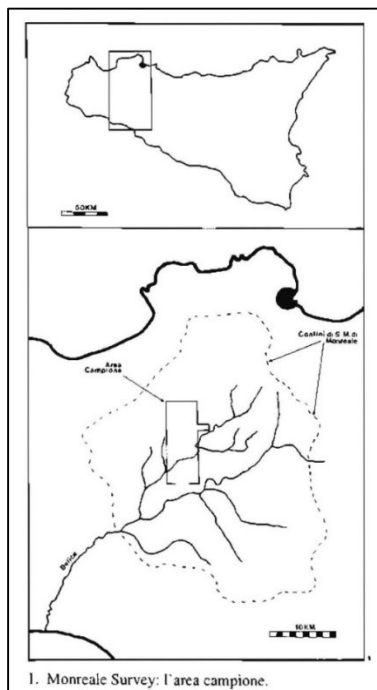 50KM
Confini di S.M.di
Monreale
Area
Campione
Belice
10KM
1. Monreale Survey: l'area campione.